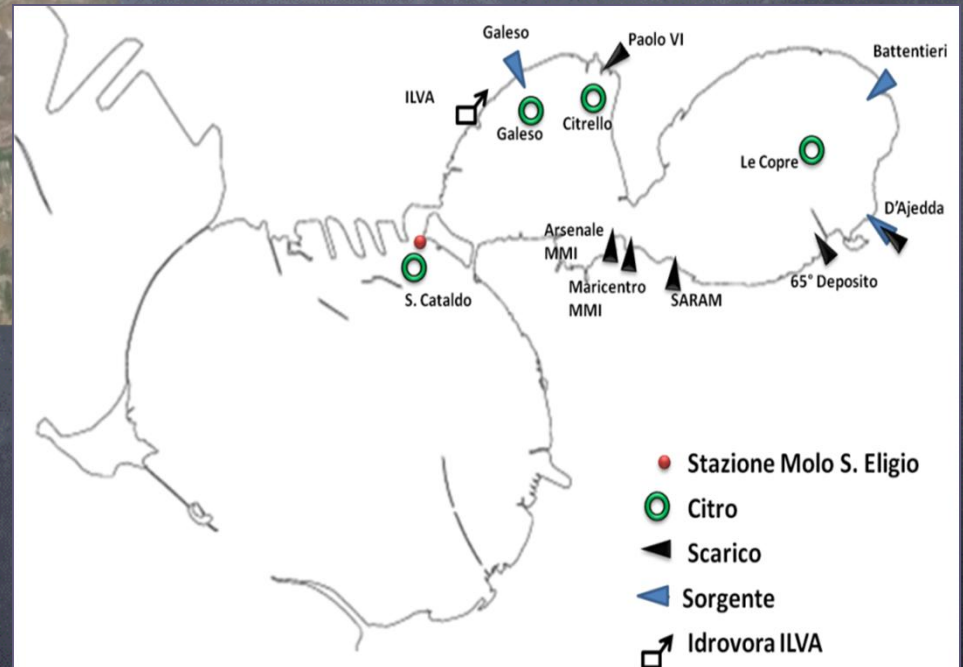 Galeso
Paolo VI
Battentieri
ILVA
Galeso
Citrello
Le Copre
D'Ajedda
Arsenale
MMI
65° Deposito
Maricentro
MMI
SARAM
S. Cataldo
Stazione Molo S. Eligio
Citro
Scarico
Sorgente
Idrovora ILVA